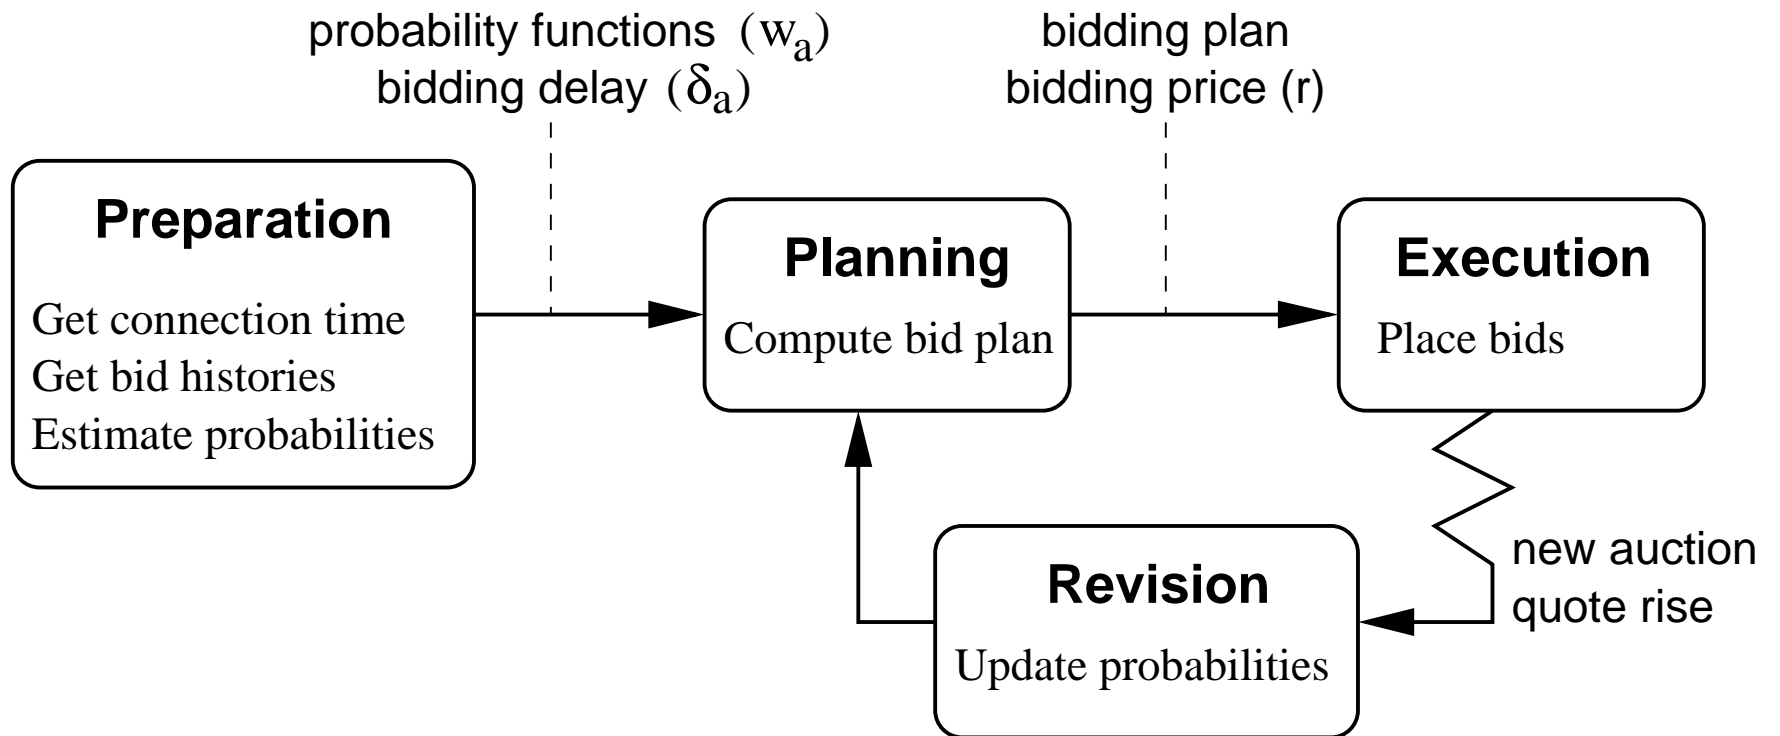 probability functions (wₐ)
bidding delay (δₐ)
bidding plan
bidding price (r)
Preparation
Get connection time
Get bid histories
Estimate probabilities
Planning
Compute bid plan
Execution
Place bids
new auction
quote rise
Revision
Update probabilities